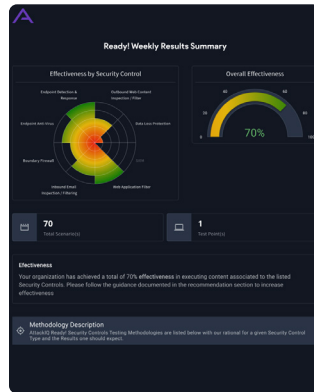 Ready! Weekly Results Summary
Effectiveness by Security Control
Overall Effectiveness
Endpoint Detection &
Response
Outbound Web Content
Inspection / Filter
Endpoint Anti-Virus
Data Loss Prevention
Boundary Firewall
Inbound Email
Inspection / Filtering
Web Application Filter
40
60
20
80
0
100
70%
70
Total Scenario(s)
1
Test Point(s)
Efectiveness
Your organization has achieved a total of 70% effectiveness in executing content associated to the listed
Security Controls. Please follow the guidance documented in the recommendation section to increase
effectiveness
Methodology Description
AttackIQ Ready! Security Controls Testing Methodologies are listed below with our rational for a given Security Control
Type and the Results one should expect.